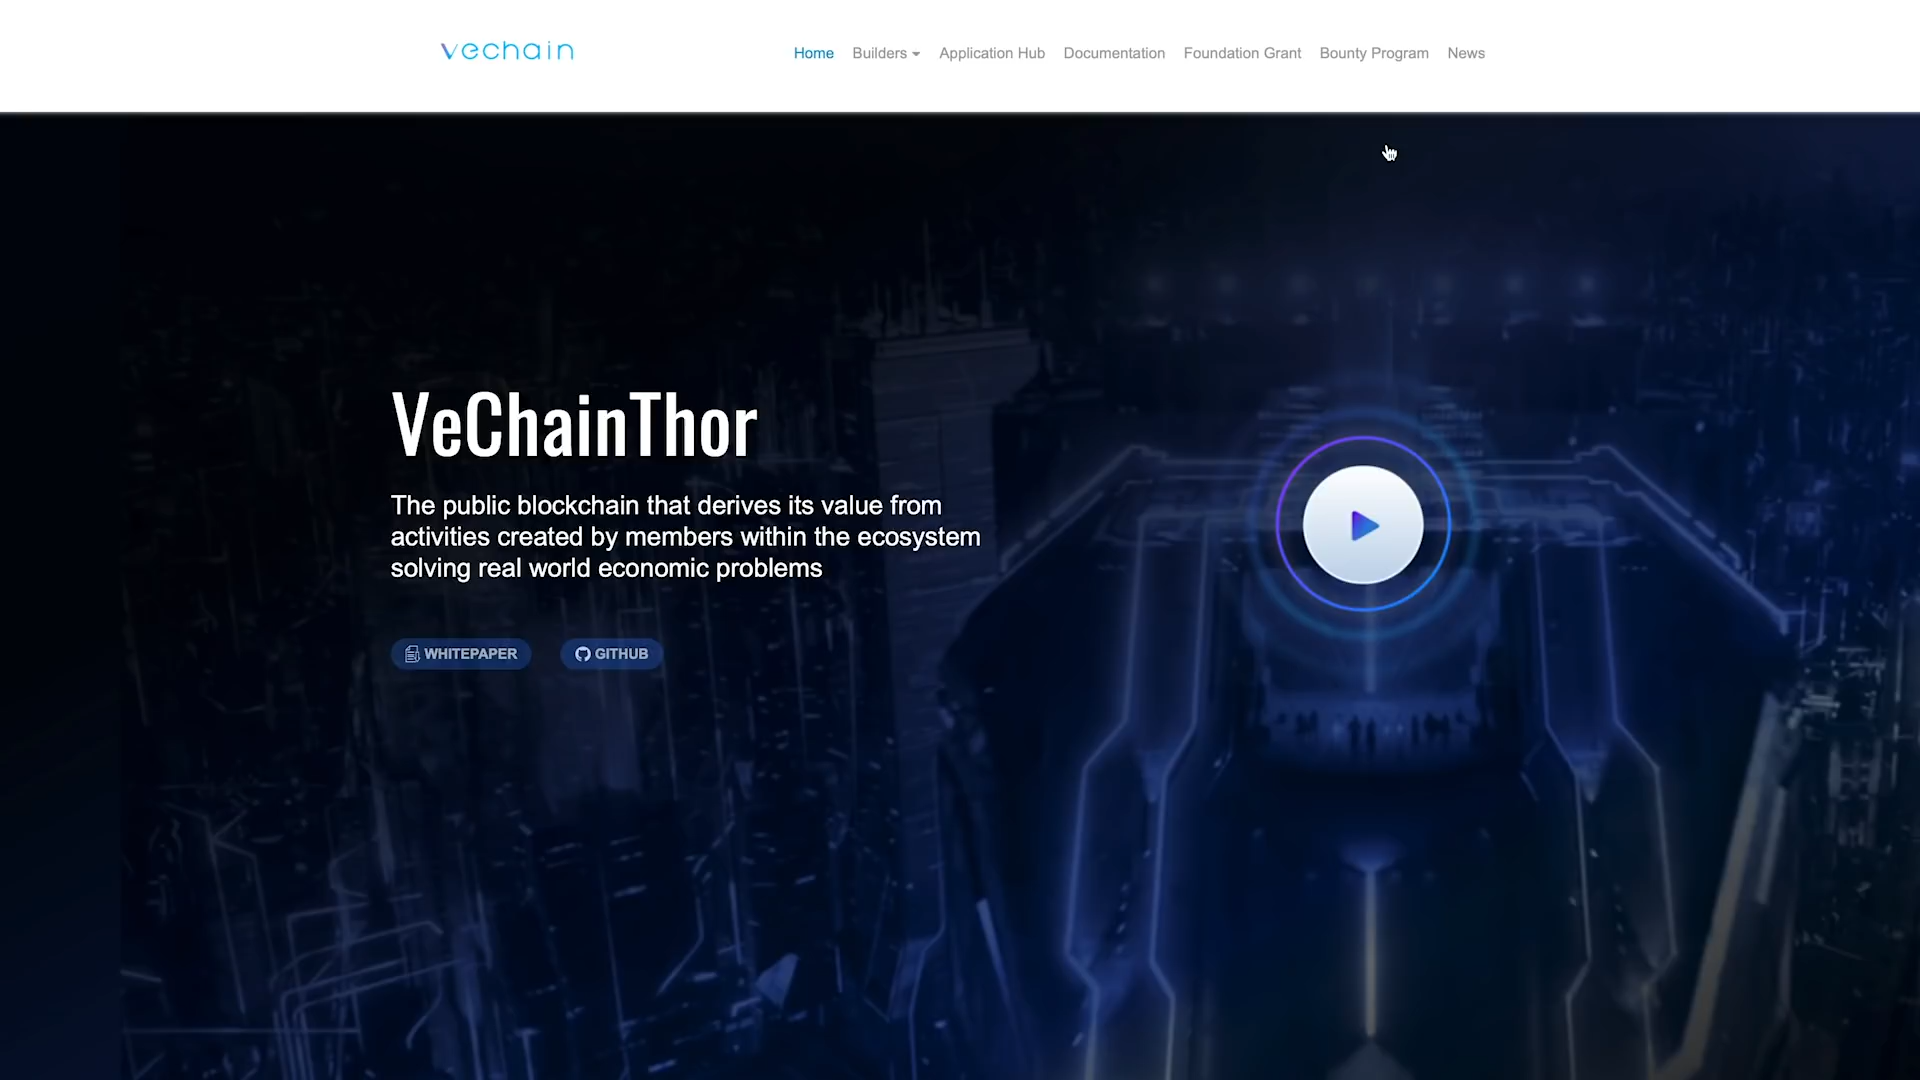 vechain
Home Builders Application Hub Documentation Foundation Grant Bounty Program News
VeChainThor
The public blockchain that derives its value from
activities created by members within the ecosystem
solving real world economic problems
WHITEPAPER GITHUB